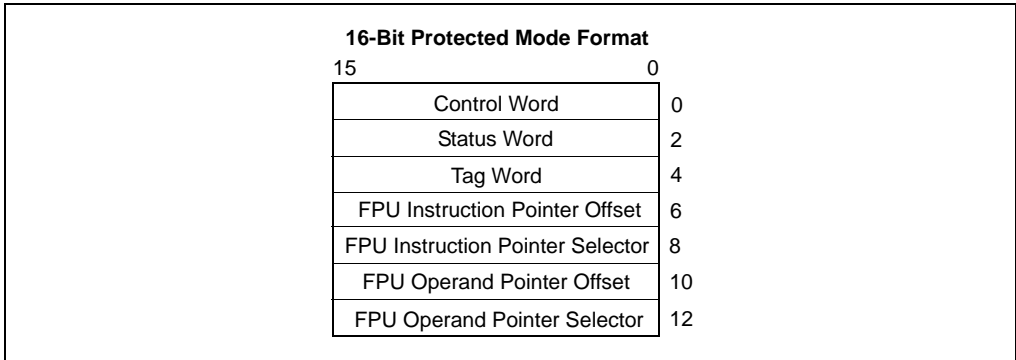 16-Bit Protected Mode Format
15 0
Control Word 0
Status Word 2
Tag Word 4
FPU Instruction Pointer Offset 6
FPU Instruction Pointer Selector 8
FPU Operand Pointer Offset 10
FPU Operand Pointer Selector 12